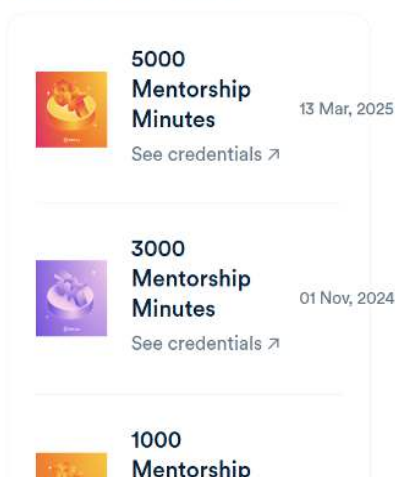 5000
Mentorship
Minutes
13 Mar, 2025
See credentials ↗
3000
Mentorship
Minutes
01 Nov, 2024
See credentials ↗
1000
Mentorship